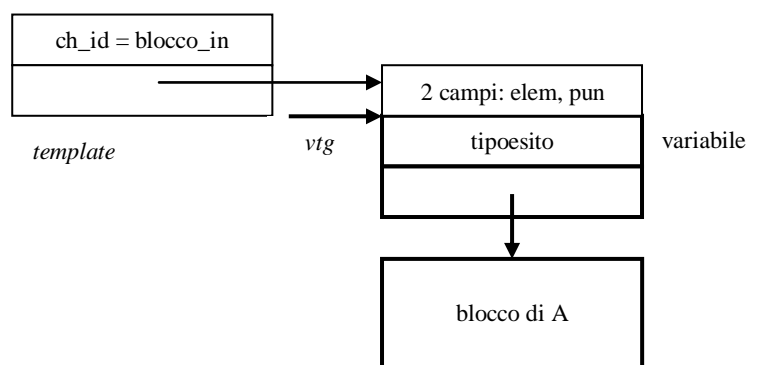 ch_id = blocco_in
2 campi: elem, pun
template
vtg
tipoesito
variabile
blocco di A